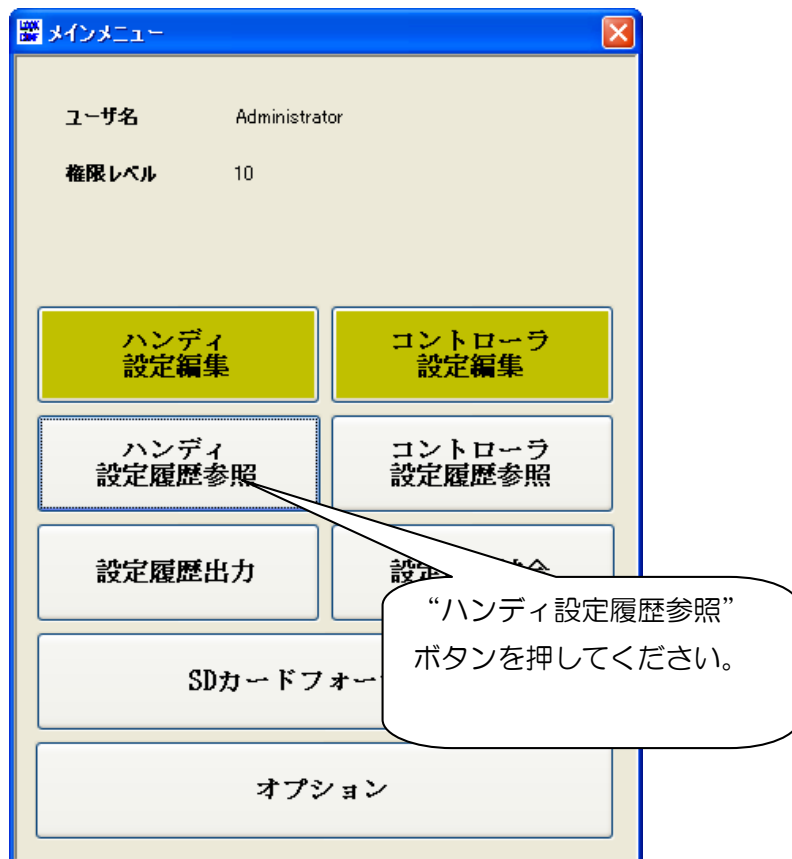 メインメニュー
ユーザ名 Administrator
権限レベル 10
ハンディ
設定編集
コントローラ
設定編集
ハンディ
設定履歴参照
コントローラ
設定履歴参照
設定履歴出力
“ハンディ設定履歴参照”
ボタンを押してください。
SDカードフォー
オプション